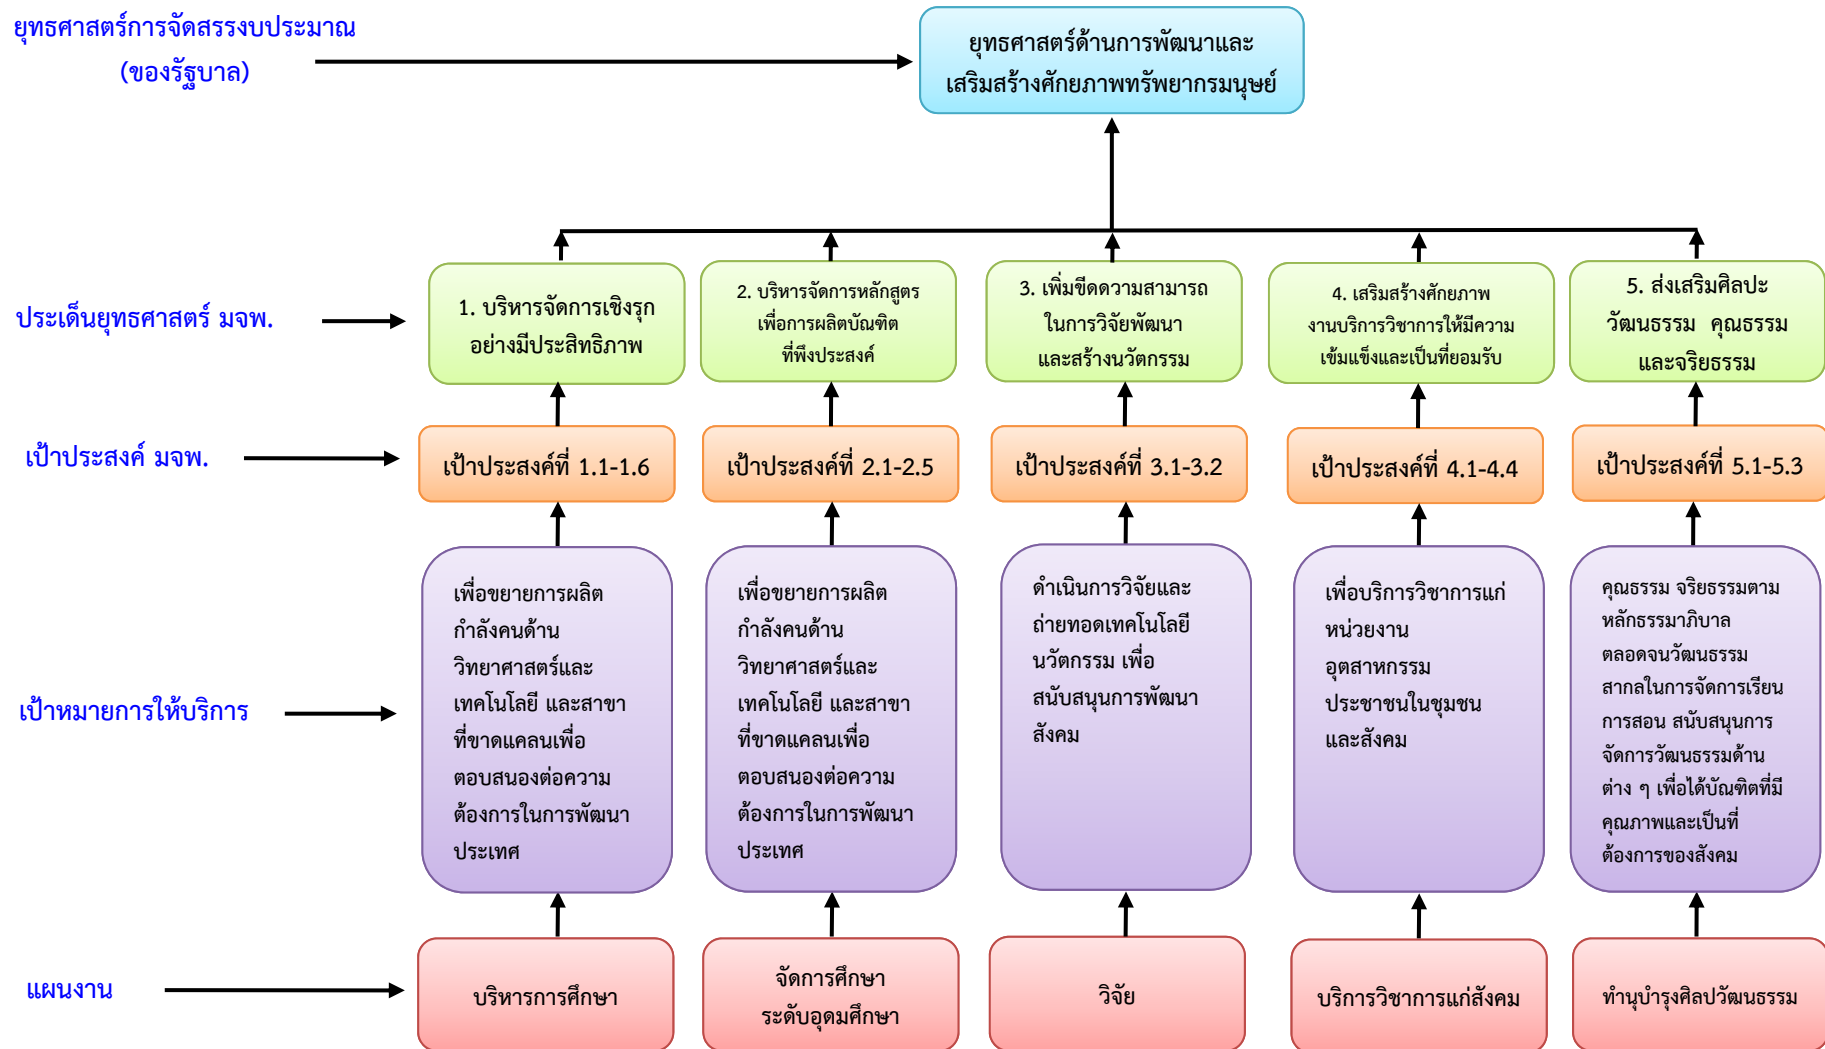 ยุทธศาสตร์การจัดสรรงบประมาณ
(ของรัฐบาล)
ยุทธศาสตร์ด้านการพัฒนาและ
เสริมสร้างศักยภาพทรัพยากรมนุษย์
ประเด็นยุทธศาสตร์ มจพ.
1. บริหารจัดการเชิงรุก
อย่างมีประสิทธิภาพ
2. บริหารจัดการหลักสูตร
เพื่อการผลิตบัณฑิต
ที่พึงประสงค์
3. เพิ่มขีดความสามารถ
ในการวิจัยพัฒนา
และสร้างนวัตกรรม
4. เสริมสร้างศักยภาพ
งานบริการวิชาการให้มีความ
เข้มแข็งและเป็นที่ยอมรับ
5. ส่งเสริมศิลปะ
วัฒนธรรม คุณธรรม
และจริยธรรม
เป้าประสงค์ มจพ.
เป้าประสงค์ที่ 1.1-1.6
เป้าประสงค์ที่ 2.1-2.5
เป้าประสงค์ที่ 3.1-3.2
เป้าประสงค์ที่ 4.1-4.4
เป้าประสงค์ที่ 5.1-5.3
เป้าหมายการให้บริการ
เพื่อขยายการผลิต
กำลังคนด้าน
วิทยาศาสตร์และ
เทคโนโลยี และสาขา
ที่ขาดแคลนเพื่อ
ตอบสนองต่อความ
ต้องการในการพัฒนา
ประเทศ
เพื่อขยายการผลิต
กำลังคนด้าน
วิทยาศาสตร์และ
เทคโนโลยี และสาขา
ที่ขาดแคลนเพื่อ
ตอบสนองต่อความ
ต้องการในการพัฒนา
ประเทศ
ดำเนินการวิจัยและ
ถ่ายทอดเทคโนโลยี
นวัตกรรม เพื่อ
สนับสนุนการพัฒนา
สังคม
เพื่อบริการวิชาการแก่
หน่วยงาน
อุตสาหกรรม
ประชาชนในชุมชน
และสังคม
คุณธรรม จริยธรรมตาม
หลักธรรมาภิบาล
ตลอดจนวัฒนธรรม
สากลในการจัดการเรียน
การสอน สนับสนุนการ
จัดการวัฒนธรรมด้าน
ต่าง ๆ เพื่อได้บัณฑิตที่มี
คุณภาพและเป็นที่
ต้องการของสังคม
แผนงาน
บริหารการศึกษา
จัดการศึกษา
ระดับอุดมศึกษา
วิจัย
บริการวิชาการแก่สังคม
ทำนุบำรุงศิลปวัฒนธรรม